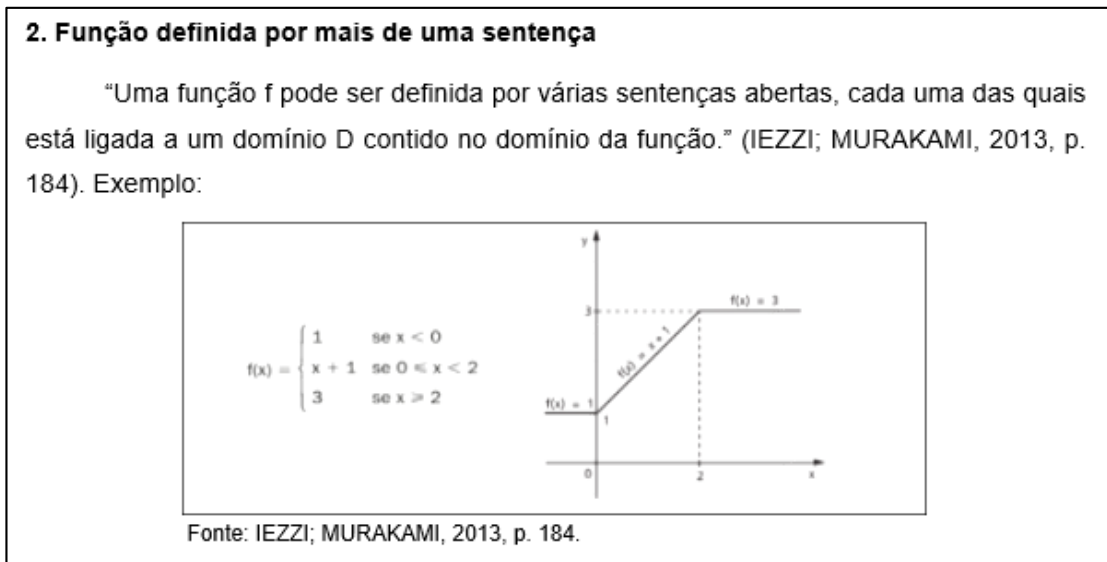 2. Função definida por mais de uma sentença
“Uma função f pode ser definida por várias sentenças abertas, cada uma das quais
está ligada a um domínio D contido no domínio da função.” (IEZZI; MURAKAMI, 2013, p.
184). Exemplo:
f(x) = { 1 se x < 0
x + 1 se 0 ⩽ x < 2
3 se x ⩾ 2
y
f(x) = 3
3
f(x) = x + 1
f(x) = 1
1
0
2
x
Fonte: IEZZI; MURAKAMI, 2013, p. 184.